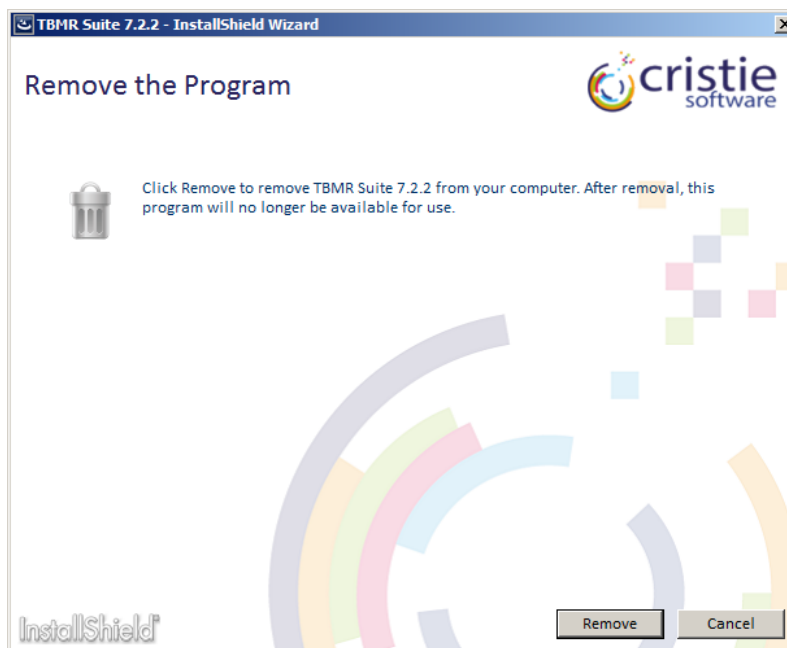 TBMR Suite 7.2.2 - InstallShield Wizard
Remove the Program
cristie
software
Click Remove to remove TBMR Suite 7.2.2 from your computer. After removal, this
program will no longer be available for use.
InstallShield®
Remove
Cancel